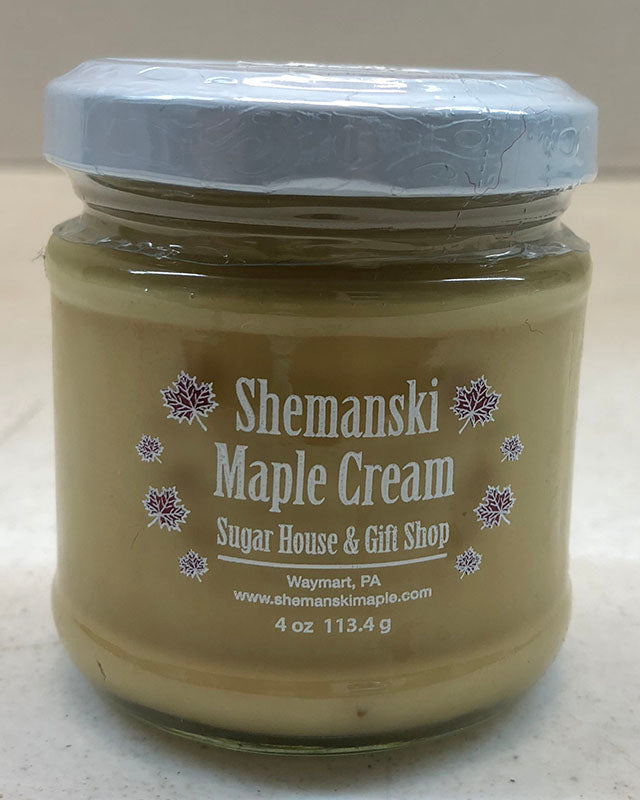 Shemanski
Maple Cream
Sugar House & Gift Shop
Waymart, PA
www.shemanskimaple.com
4 oz 113.4 g